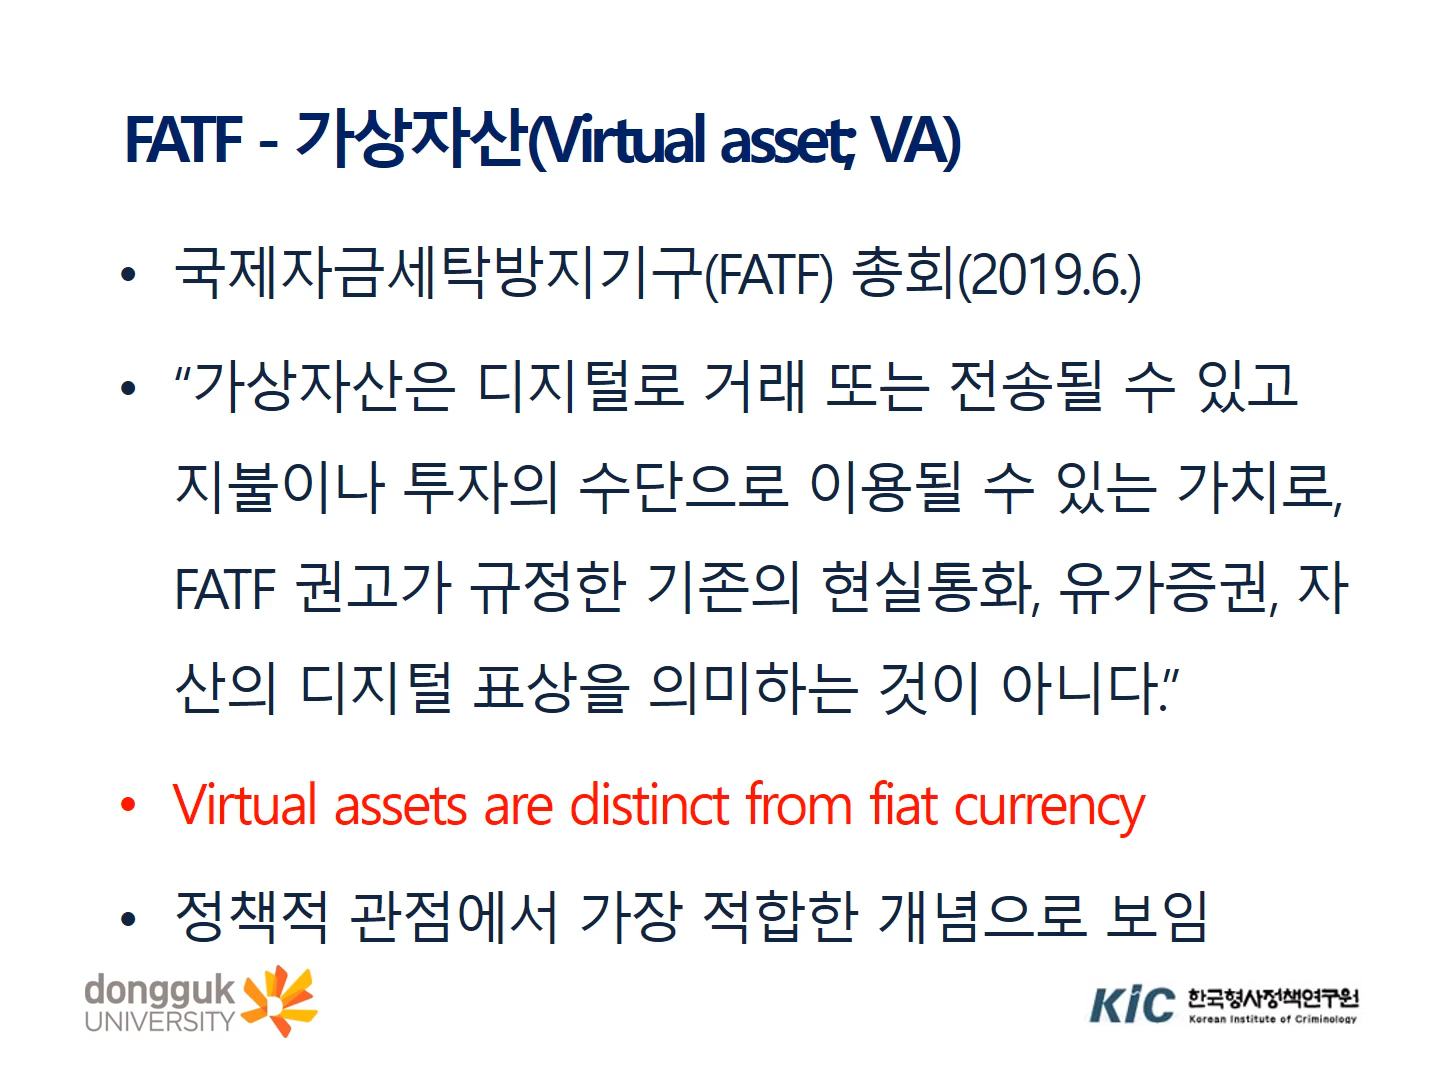 FATF - 가상자산(Virtual asset; VA)
• 국제자금세탁방지기구(FATF) 총회(2019.6.)
• “가상자산은 디지털로 거래 또는 전송될 수 있고
지불이나 투자의 수단으로 이용될 수 있는 가치로,
FATF 권고가 규정한 기존의 현실통화, 유가증권, 자
산의 디지털 표상을 의미하는 것이 아니다.”
• Virtual assets are distinct from fiat currency
• 정책적 관점에서 가장 적합한 개념으로 보임
dongguk
UNIVERSITY
KIC 한국형사정책연구원
Korean Institute of Criminology